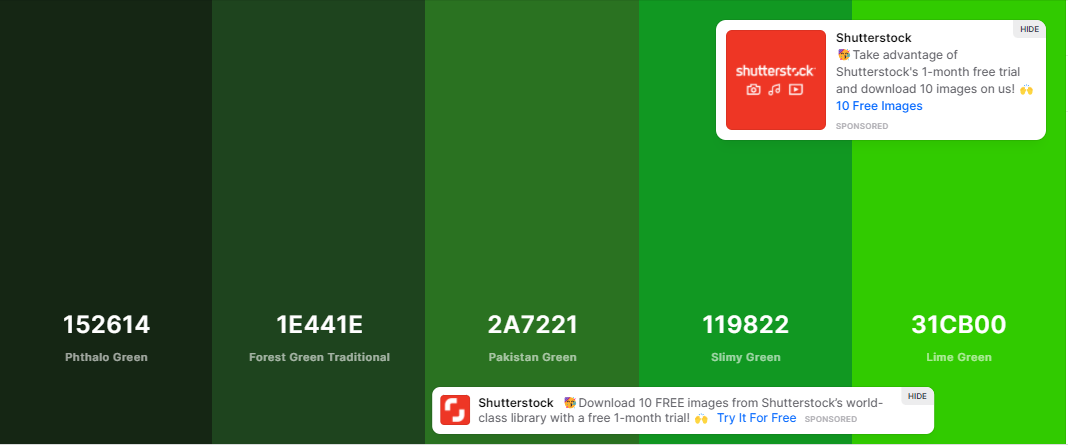 HIDE
Shutterstock
Take advantage of
Shutterstock's 1-month free trial
and download 10 images on us!
10 Free Images
SPONSORED
shutterstock
152614
Phthalo Green
1E441E
Forest Green Traditional
2A7221
Pakistan Green
119822
Slimy Green
31CB00
Lime Green
HIDE
Shutterstock Download 10 FREE images from Shutterstock's world-
class library with a free 1-month trial! Try It For Free SPONSORED